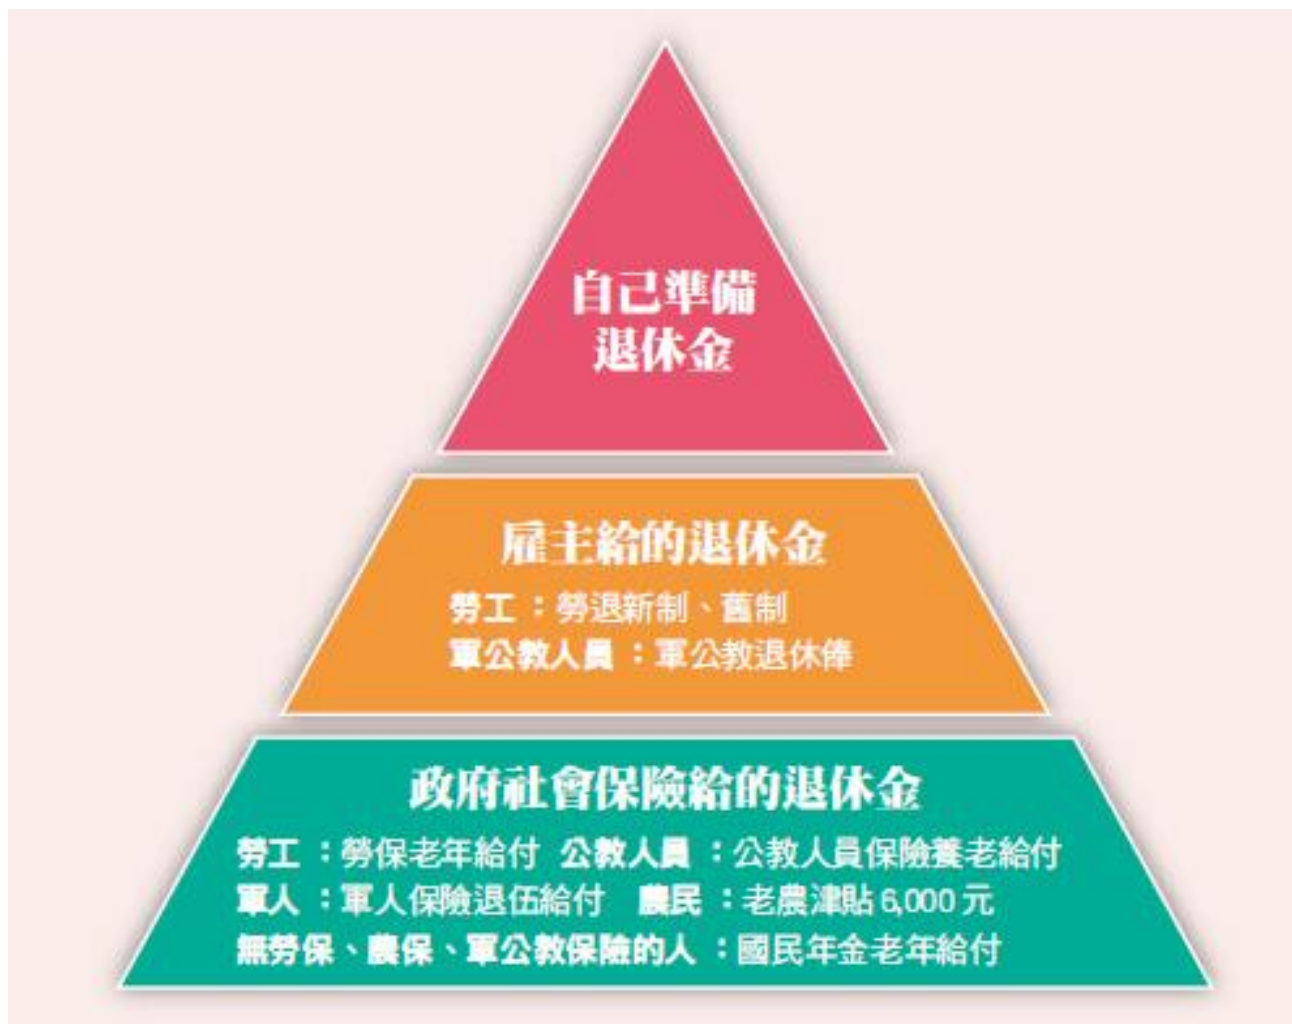 自己準備
退休金
雇主給的退休金
勞工：勞退新制、舊制
軍公教人員：軍公教退休俸
政府社會保險給的退休金
勞工：勞保老年給付 公教人員：公教人員保險養老給付
軍人：軍人保險退伍給付 農民：老農津貼6,000元
無勞保、農保、軍公教保險的人：國民年金老年給付